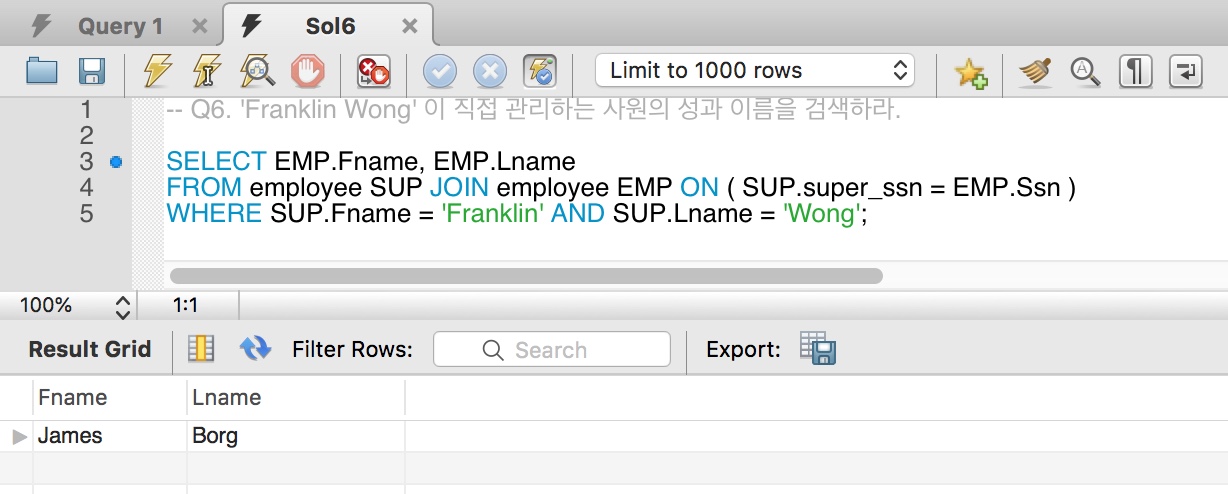 Query 1
Sol6
Limit to 1000 rows
1 -- Q6. 'Franklin Wong' 이 직접 관리하는 사원의 성과 이름을 검색하라.
2
3 SELECT EMP.Fname, EMP.Lname
4 FROM employee SUP JOIN employee EMP ON ( SUP.super_ssn = EMP.Ssn )
5 WHERE SUP.Fname = 'Franklin' AND SUP.Lname = 'Wong';
100% 1:1
Result Grid Filter Rows: Search Export:
Fname Lname
James Borg